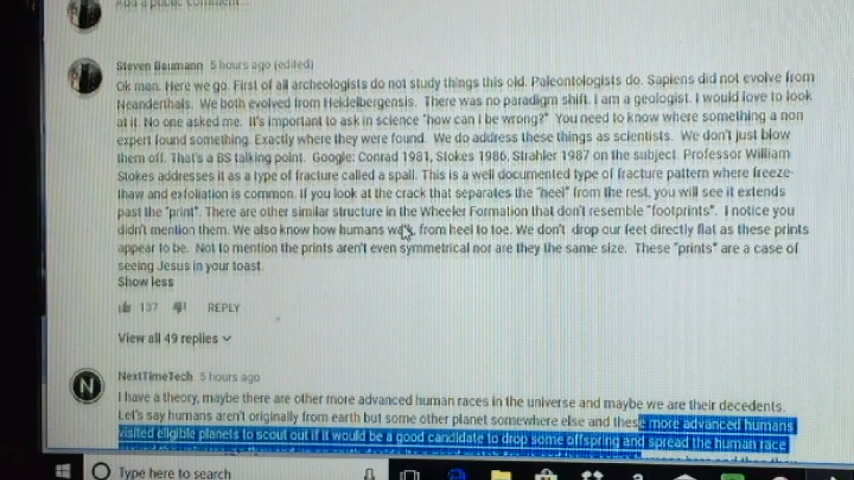 Add a public comment...
Steven Baumann 5 hours ago (edited)
Ok man. Here we go. First of all archeologists do not study things this old. Paleontologists do. Sapiens did not evolve from
Neanderthals. We both evolved from Heidelbergensis. There was no paradigm shift. I am a geologist. I would love to look
at it. No one asked me. It's important to ask in science "how can I be wrong?" You need to know where something a non
expert found something. Exactly where they were found. We do address these things as scientists. We don't just blow
them off. That's a BS talking point. Google: Conrad 1981, Stokes 1986, Strahler 1987 on the subject. Professor William
Stokes addresses it as a type of fracture called a spall. This is a well documented type of fracture pattern where freeze-
thaw and exfoliation is common. If you look at the crack that separates the "heel" from the rest, you will see it extends
past the "print". There are other similar structure in the Wheeler Formation that don't resemble "footprints". I notice you
didn't mention them. We also know how humans walk, from heel to toe. We don't drop our feet directly flat as these prints
appear to be. Not to mention the prints aren't even symmetrical nor are they the same size. These "prints" are a case of
seeing Jesus in your toast.
Show less
137 REPLY
View all 49 replies
N NextTimeTech 5 hours ago
I have a theory, maybe there are other more advanced human races in the universe and maybe we are their decedents.
Let's say humans aren't originally from earth but some other planet somewhere else and these more advanced humans
visited eligible planets to scout out if it would be a good candidate to drop some offspring and spread the human race
Type here to search